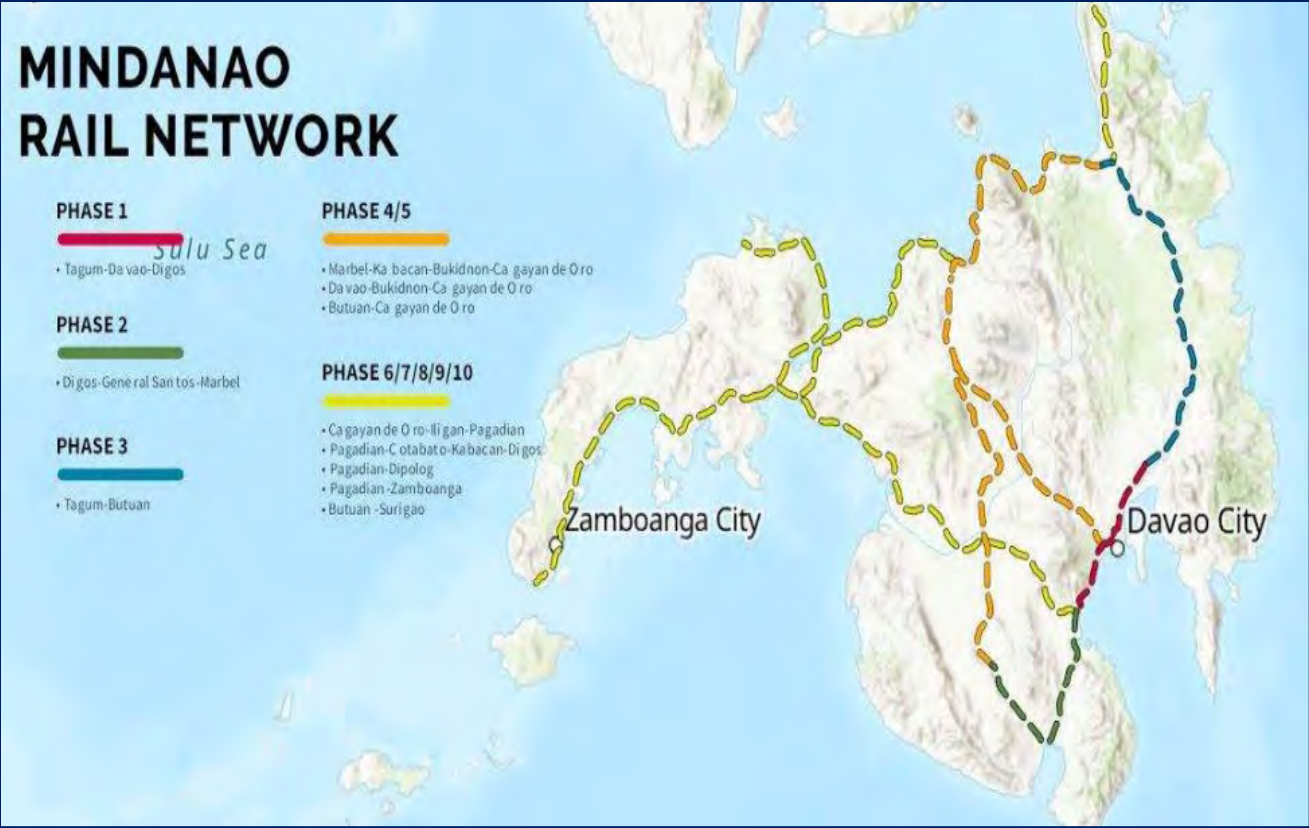 MINDANAO
RAIL NETWORK
PHASE 1
• Tagum-Davao-Digos
Sulu Sea
PHASE 2
• Digos-General Santos-Marbel
PHASE 3
• Tagum-Butuan
PHASE 4/5
• Marbel-Kabacan-Bukidnon-Cagayan de Oro
• Davao-Bukidnon-Cagayan de Oro
• Butuan-Cagayan de Oro
PHASE 6/7/8/9/10
• Cagayan de Oro-Iligan-Pagadian
• Pagadian-Cotabato-Kabacan-Digos
• Pagadian-Dipolog
• Pagadian-Zamboanga
• Butuan-Surigao
Zamboanga City
Davao City